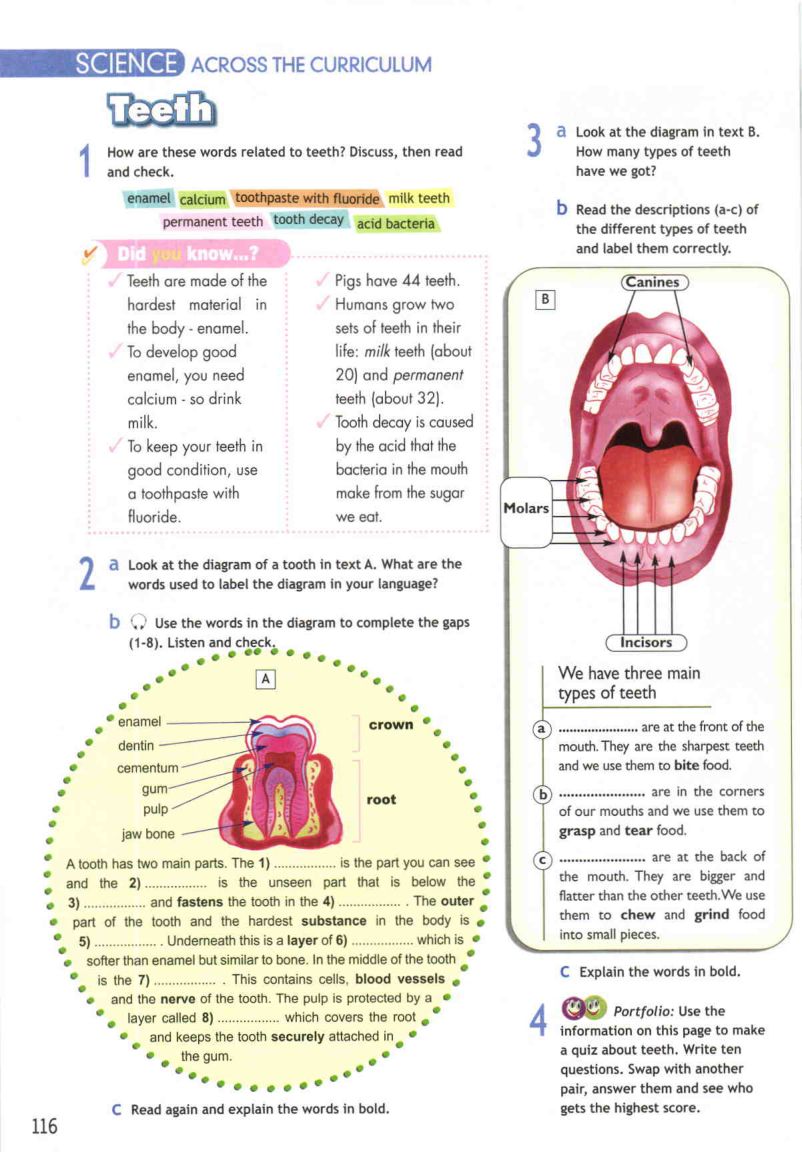 SCIENCE ACROSS THE CURRICULUM
Teeth
1 How are these words related to teeth? Discuss, then read
and check.
enamel calcium toothpaste with fluoride milk teeth
permanent teeth tooth decay acid bacteria
Did you know...?
Teeth are made of the
hardest material in
the body - enamel.
To develop good
enamel, you need
calcium - so drink
milk.
To keep your teeth in
good condition, use
a toothpaste with
fluoride.
Pigs have 44 teeth.
Humans grow two
sets of teeth in their
life: milk teeth (about
20) and permanent
teeth (about 32).
Tooth decay is caused
by the acid that the
bacteria in the mouth
make from the sugar
we eat.
2 a Look at the diagram of a tooth in text A. What are the
words used to label the diagram in your language?
b Use the words in the diagram to complete the gaps
(1-8). Listen and check.
A
enamel
dentin
cementum
gum
pulp
jaw bone
crown
root
A tooth has two main parts. The 1) ................. is the part you can see
and the 2) ................. is the unseen part that is below the
3) ................. and fastens the tooth in the 4) ................. . The outer
part of the tooth and the hardest substance in the body is
5) ................. . Underneath this is a layer of 6) ................. which is
softer than enamel but similar to bone. In the middle of the tooth
is the 7) ................. . This contains cells, blood vessels
and the nerve of the tooth. The pulp is protected by a
layer called 8) ................. which covers the root
and keeps the tooth securely attached in
the gum.
C Read again and explain the words in bold.
116
3 a Look at the diagram in text B.
How many types of teeth
have we got?
b Read the descriptions (a-c) of
the different types of teeth
and label them correctly.
B
Canines
Molars
Incisors
We have three main
types of teeth
a ...................... are at the front of the
mouth. They are the sharpest teeth
and we use them to bite food.
b ...................... are in the corners
of our mouths and we use them to
grasp and tear food.
c ...................... are at the back of
the mouth. They are bigger and
flatter than the other teeth.We use
them to chew and grind food
into small pieces.
C Explain the words in bold.
4 Portfolio: Use the
information on this page to make
a quiz about teeth. Write ten
questions. Swap with another
pair, answer them and see who
gets the highest score.